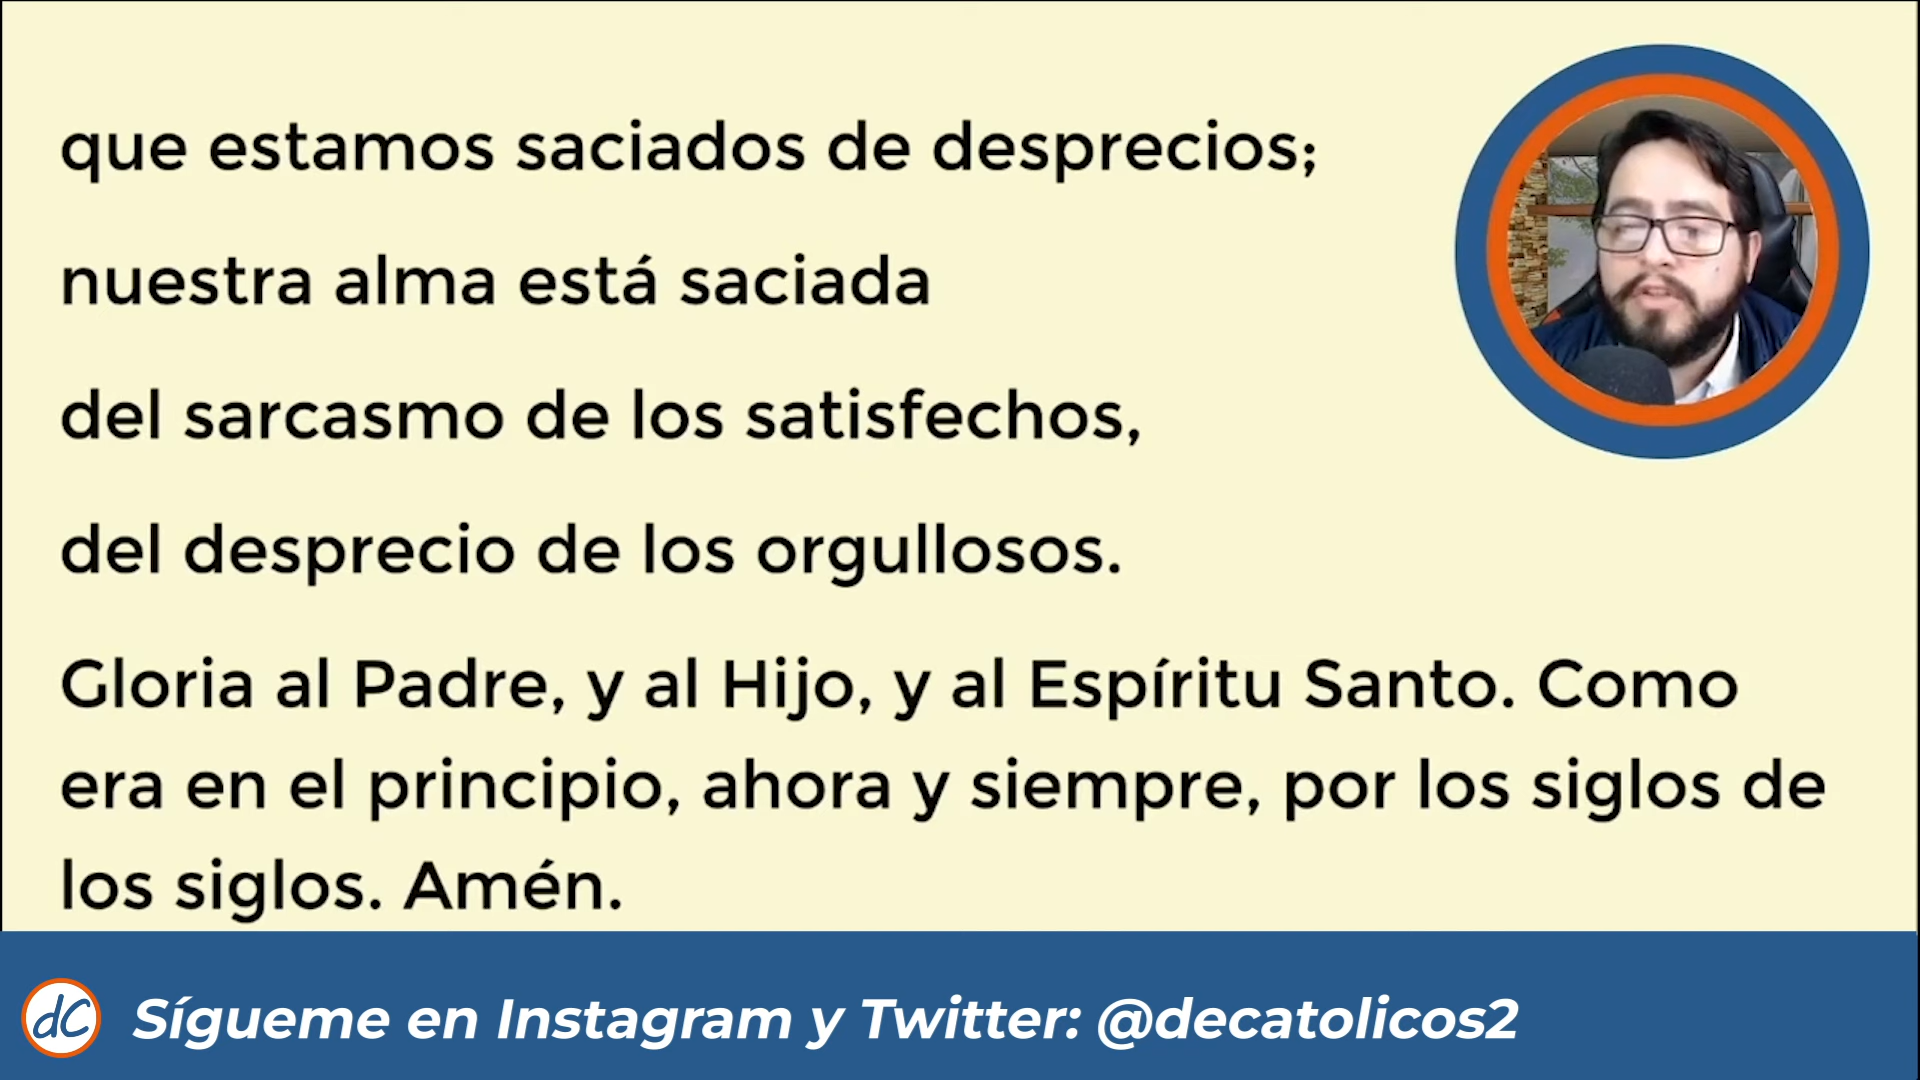 que estamos saciados de desprecios;
nuestra alma está saciada
del sarcasmo de los satisfechos,
del desprecio de los orgullosos.
Gloria al Padre, y al Hijo, y al Espíritu Santo. Como
era en el principio, ahora y siempre, por los siglos de
los siglos. Amén.
dC Sígueme en Instagram y Twitter: @decatolicos2